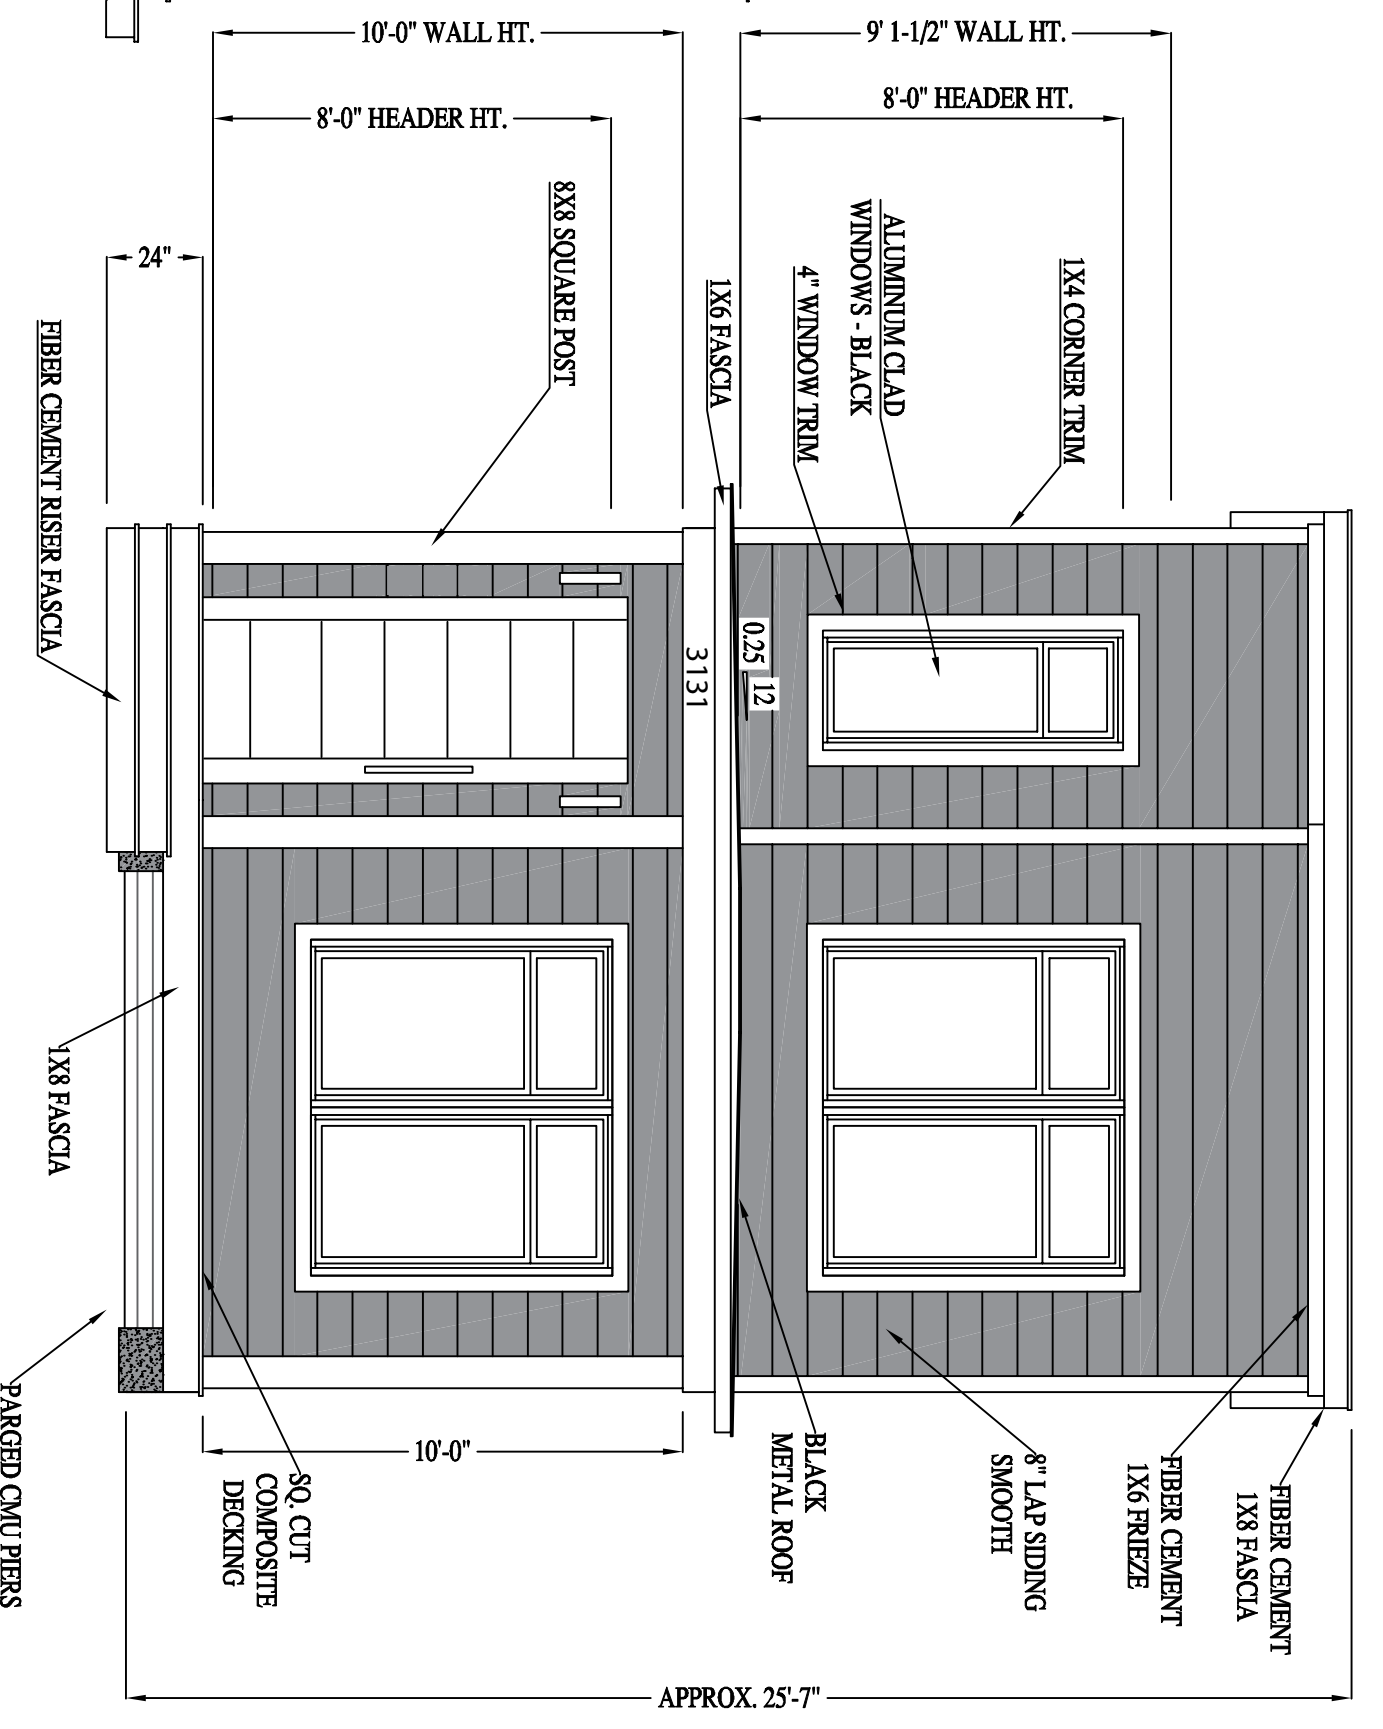 10'-0" WALL HT.
9' 1-1/2" WALL HT.
8'-0" HEADER HT.
8'-0" HEADER HT.
24"
8X8 SQUARE POST
1X6 FASCIA
4" WINDOW TRIM
ALUMINUM CLAD
WINDOWS - BLACK
1X4 CORNER TRIM
FIBER CEMENT RISER FASCIA
3131
0.25
12
1X8 FASCIA
PARGED CMU PIERS
10'-0"
SQ. CUT
COMPOSITE
DECKING
BLACK
METAL ROOF
8" LAP SIDING
SMOOTH
FIBER CEMENT
1X6 FRIEZE
FIBER CEMENT
1X8 FASCIA
APPROX. 25'-7"